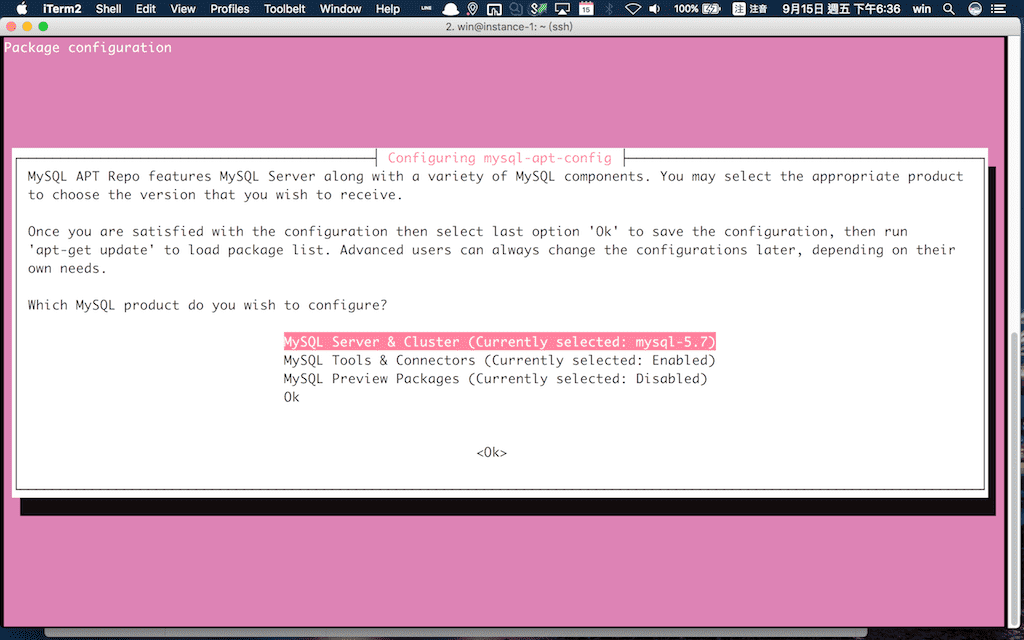 iTerm2 Shell Edit View Profiles Toolbelt Window Help LINE 15 100% 注 注音 9月15日 週五 下午6:36 win
2. win@instance-1: ~ (ssh)
Package configuration
Configuring mysql-apt-config
MySQL APT Repo features MySQL Server along with a variety of MySQL components. You may select the appropriate product
to choose the version that you wish to receive.
Once you are satisfied with the configuration then select last option 'Ok' to save the configuration, then run
'apt-get update' to load package list. Advanced users can always change the configurations later, depending on their
own needs.
Which MySQL product do you wish to configure?
MySQL Server & Cluster (Currently selected: mysql-5.7)
MySQL Tools & Connectors (Currently selected: Enabled)
MySQL Preview Packages (Currently selected: Disabled)
Ok
<Ok>